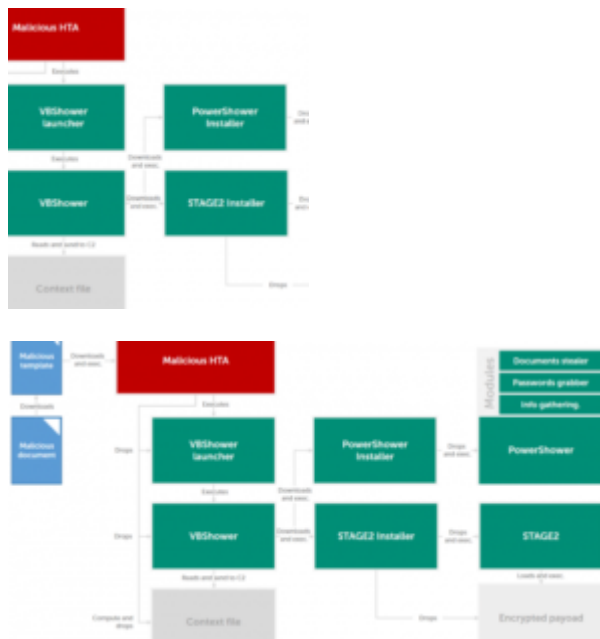 Malicious HTA
Executes
VBShower
launcher
PowerShower
Installer
Executes
Downloads
and exec.
VBShower
Downloads
and exec.
STAGE2 Installer
Reads and send to C2
Context file
Drops
Malicious
template
Downloads
and exec.
Malicious HTA
Modules
Documents stealer
Passwords grabber
Info gathering.
Downloads
Executes
Malicious
document
Drops
VBShower
launcher
PowerShower
Installer
Drops
and exec.
PowerShower
Executes
Downloads
and exec.
Drops
VBShower
Downloads
and exec.
STAGE2 Installer
Drops
and exec.
STAGE2
Reads and send to C2
Loads and exec.
Compute and
drops
Context file
Drops
Encrypted payoad